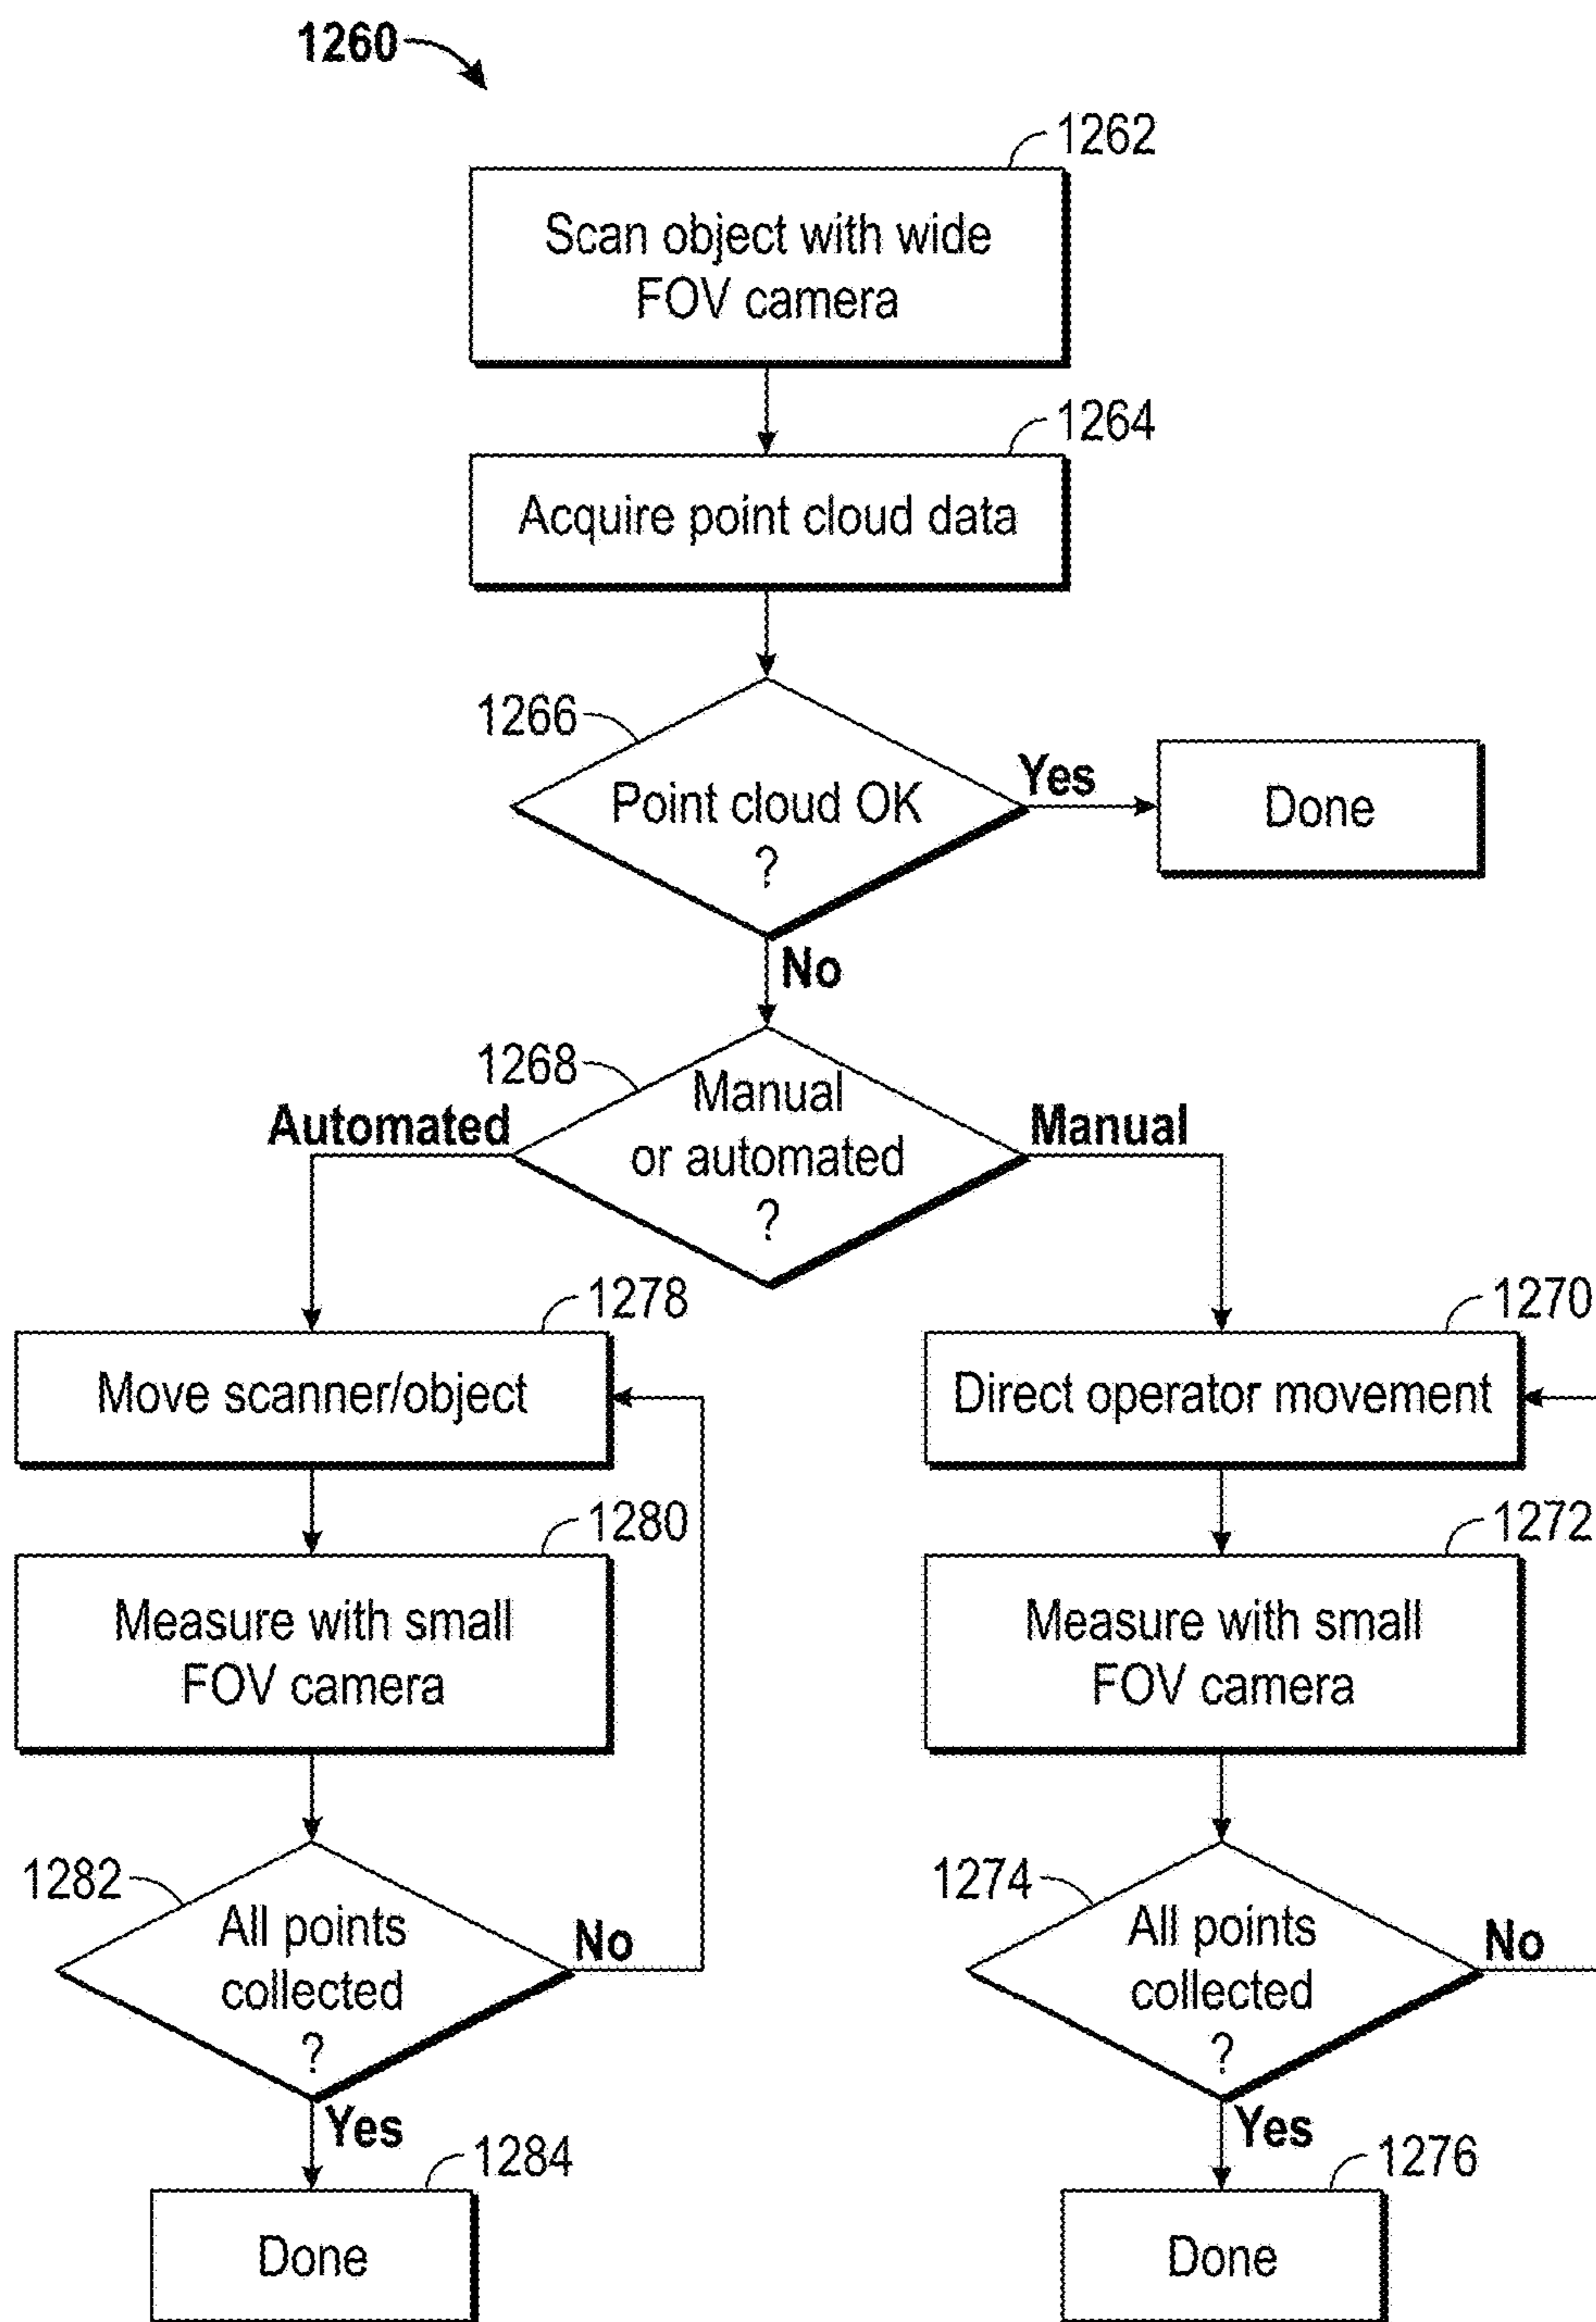 1260
1262
Scan object with wide
FOV camera
1264
Acquire point cloud data
1266
Point cloud OK
?
Yes
Done
No
1268
Manual
or automated
?
Automated
Manual
1278
Move scanner/object
1270
Direct operator movement
1280
Measure with small
FOV camera
1272
Measure with small
FOV camera
1282
All points
collected
?
No
1274
All points
collected
?
No
Yes
1284
Done
Yes
1276
Done